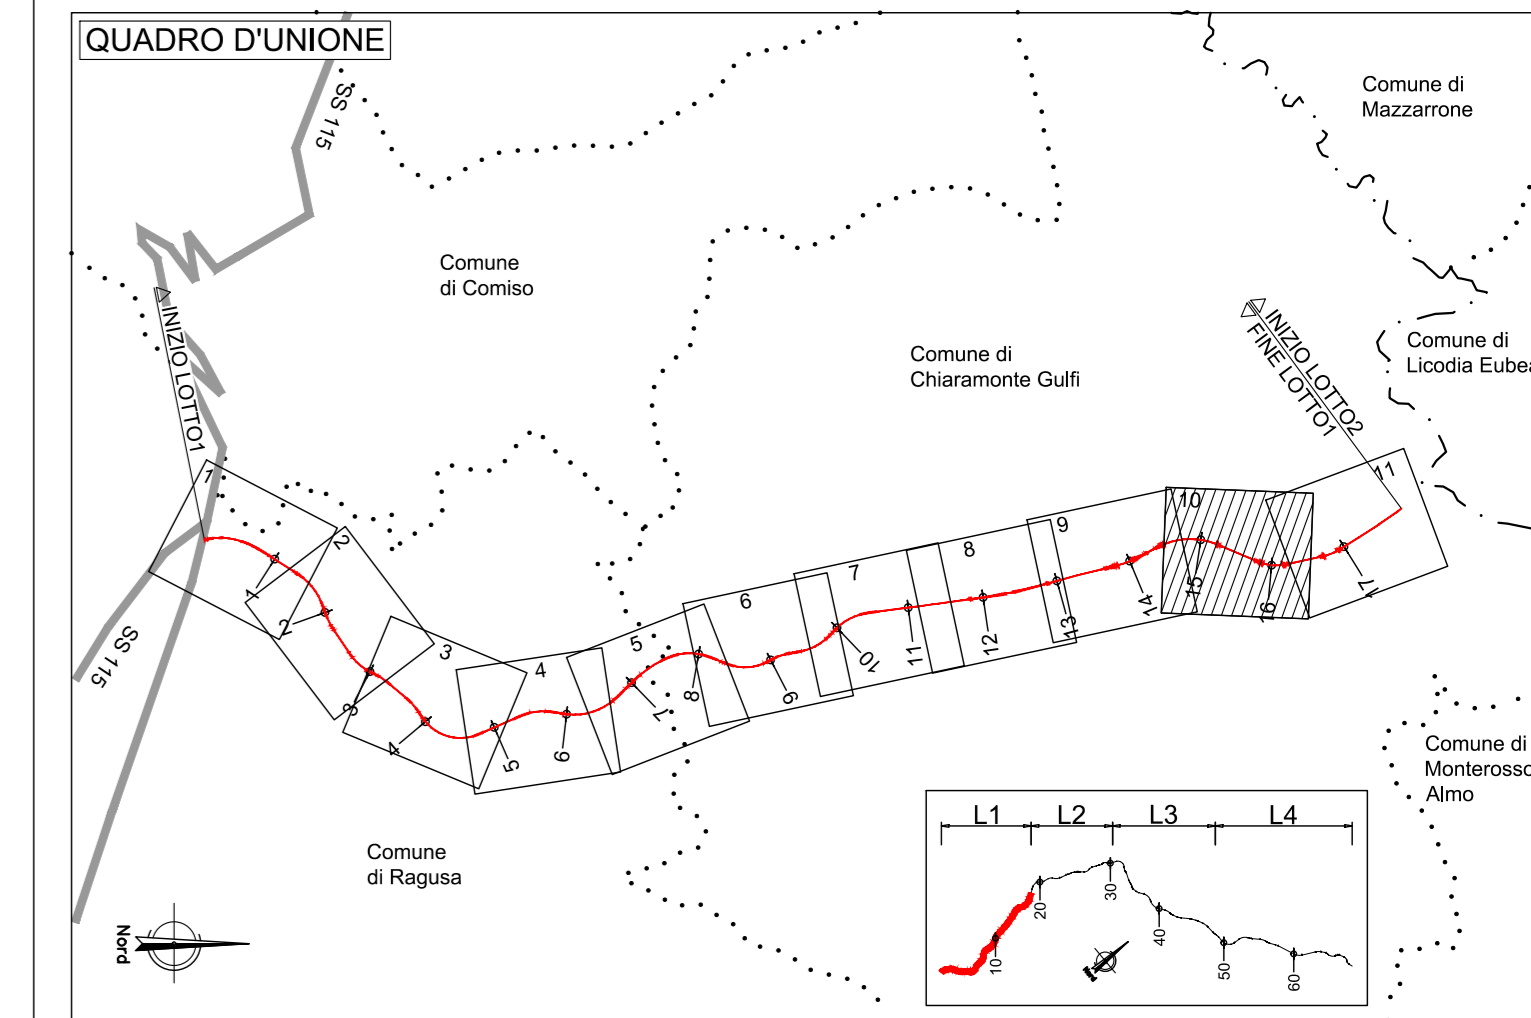 QUADRO D'UNIONE
SS 115
Comune di
Mazzarrone
Comune
di Comiso
INIZIO LOTTO1
Comune di
Chiaramonte Gulfi
INIZIO LOTTO2
FINE LOTTO1
Comune di
Licodia Eubea
1
2
3
4
5
6
7
8
9
10
11
1
2
3
4
5
6
7
8
9
10
11
12
13
14
15
16
17
SS 115
Comune di
Monterosso
Almo
Comune
di Ragusa
Nord
L1
L2
L3
L4
10
20
30
40
50
60